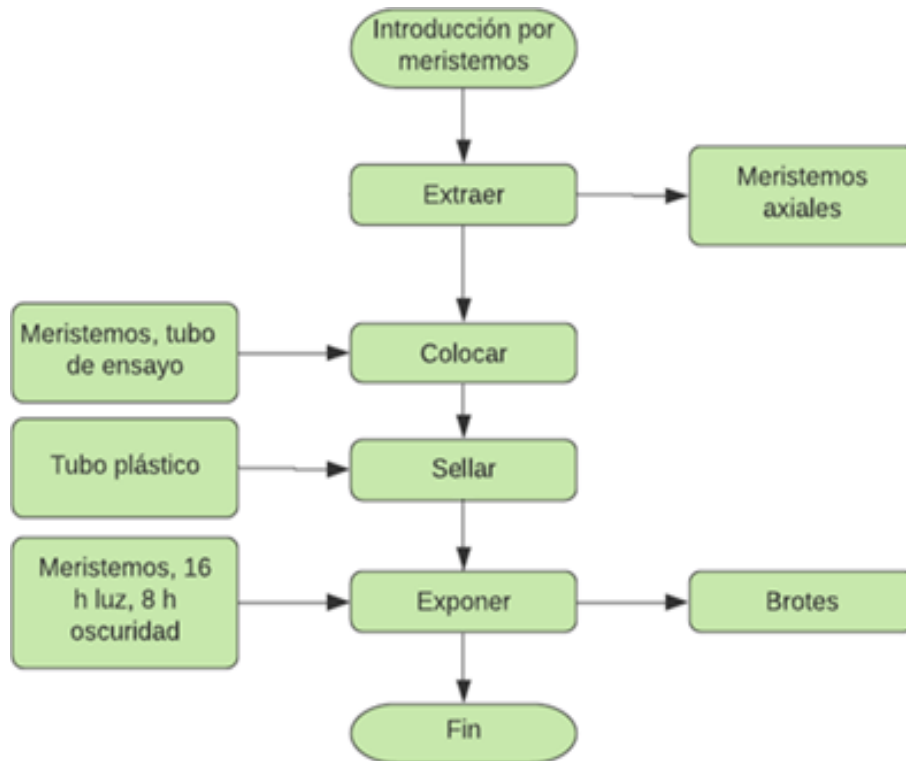 Introducción por
meristemos
Extraer
Meristemos
axiales
Meristemos, tubo
de ensayo
Colocar
Tubo plástico
Sellar
Meristemos, 16
h luz, 8 h
oscuridad
Exponer
Brotes
Fin